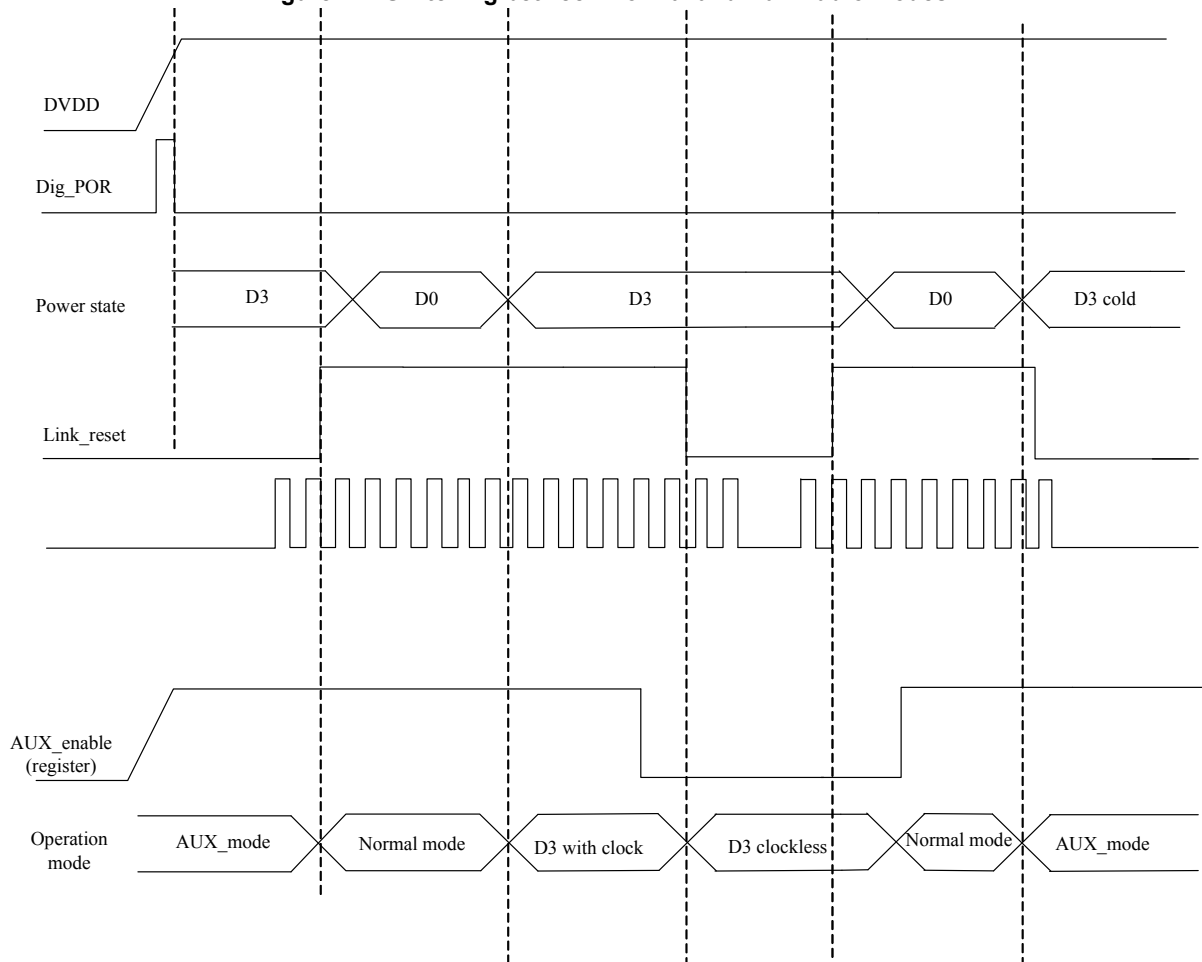 DVDD
Dig_POR
Power state
D3
D0
D3
D0
D3 cold
Link_reset
AUX_enable
(register)
Operation
mode
AUX_mode
Normal mode
D3 with clock
D3 clockless
Normal mode
AUX_mode